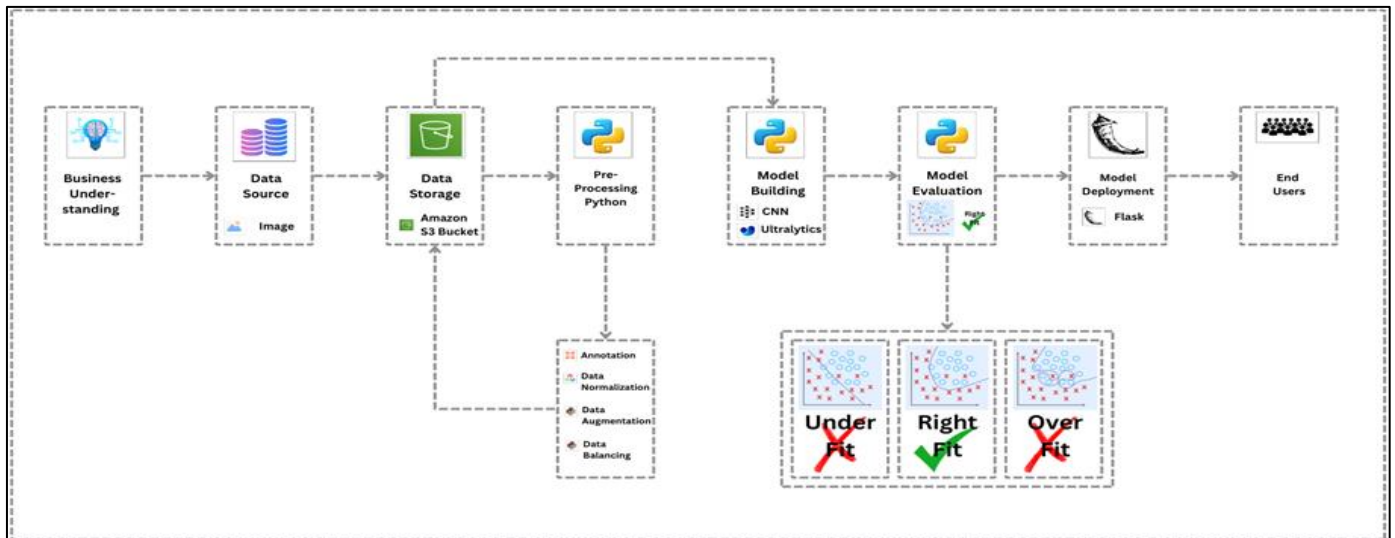 Business
Under-
standing
Data
Source
Image
Data
Storage
Amazon
S3 Bucket
Pre-
Processing
Python
Model
Building
CNN
Ultralytics
Model
Evaluation
Right
Fit
Model
Deployment
Flask
End
Users
Annotation
Data
Normalization
Data
Augmentation
Data
Balancing
Under
Fit
Right
Fit
Over
Fit